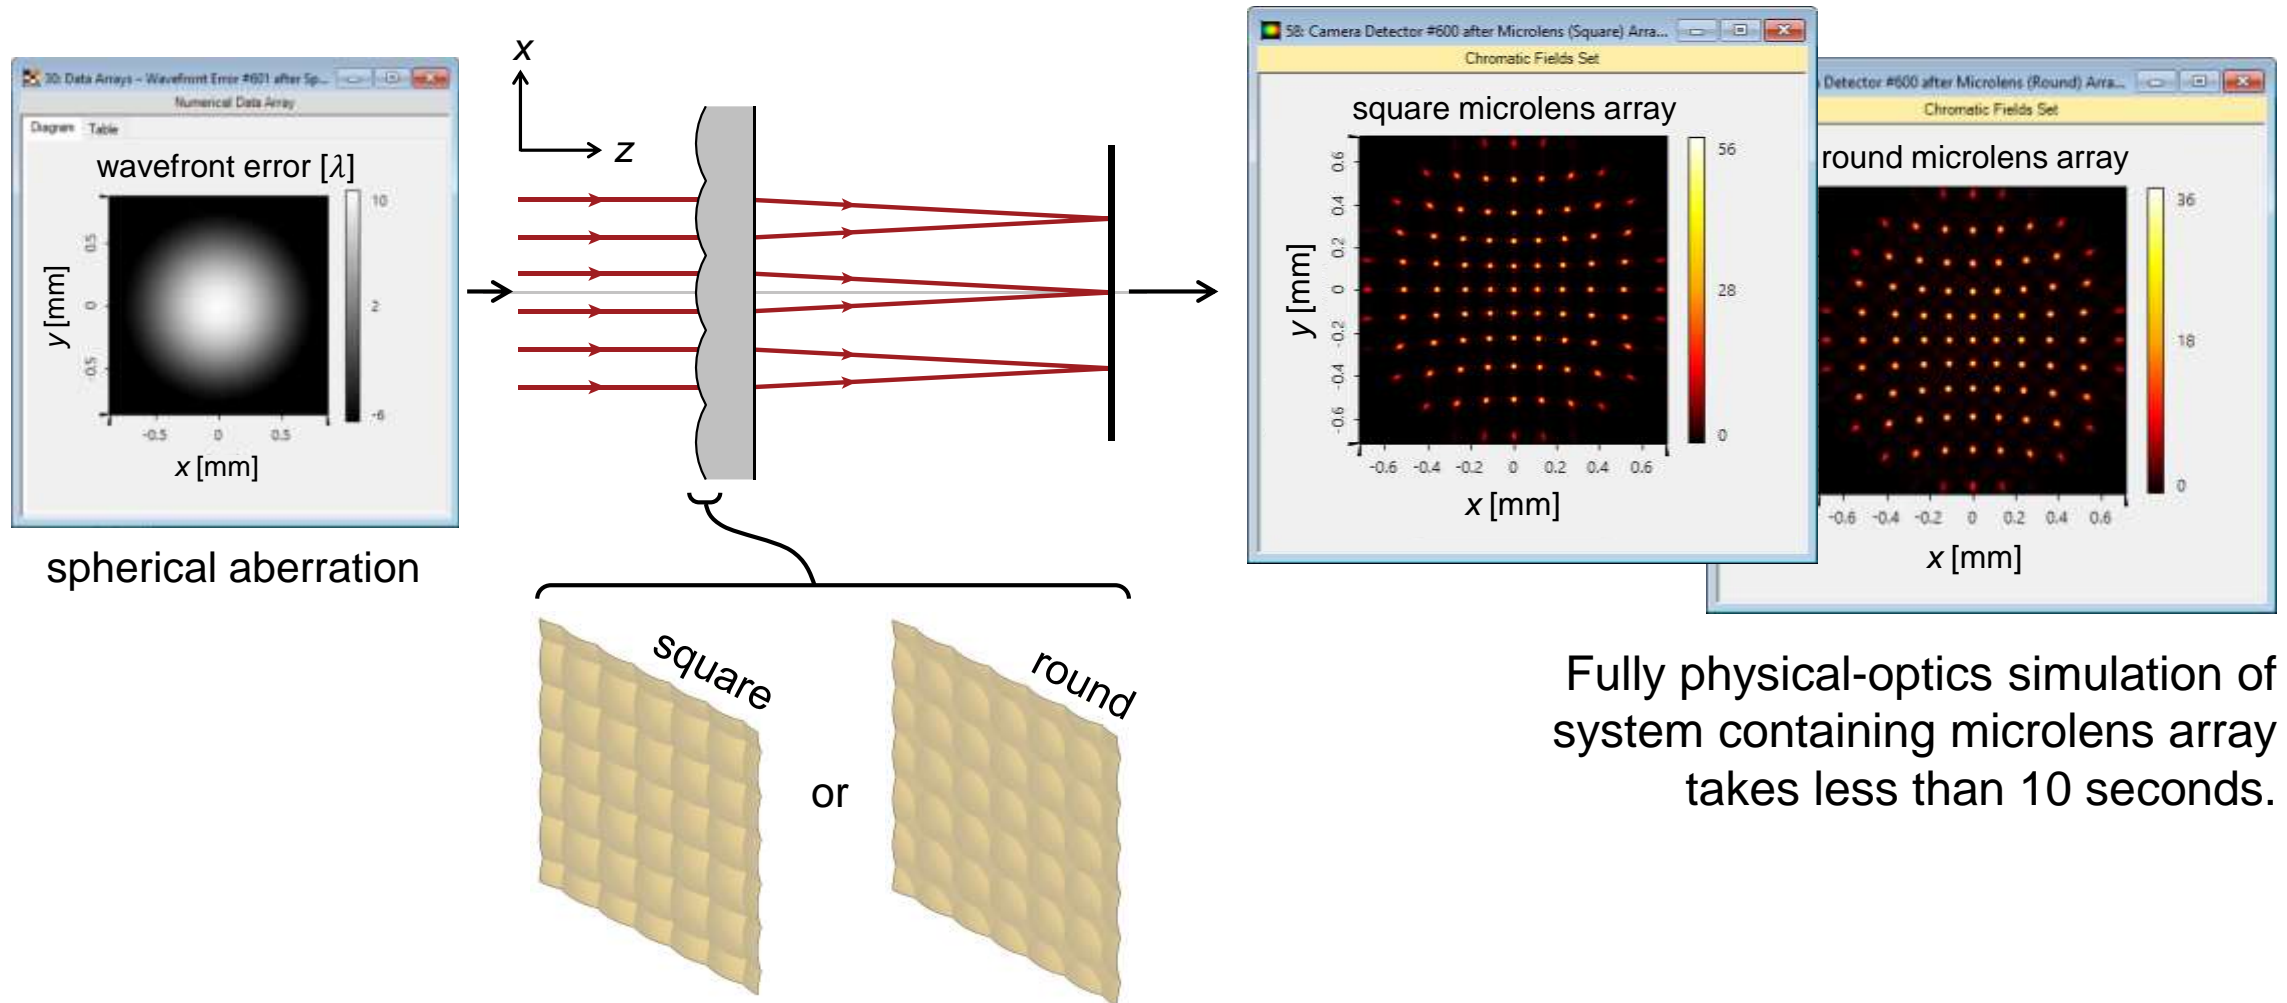 30: Data Arrays – Wavefront Error #601 after Sp...
Numerical Data Array
Diagram Table
wavefront error [λ]
10
2
-6
0.5
0
-0.5
y [mm]
-0.5 0 0.5
x [mm]
spherical aberration
x
z
square
or
round
58: Camera Detector #600 after Microlens (Square) Arra...
Chromatic Fields Set
square microlens array
56
28
0
0.6
0.4
0.2
0
-0.2
-0.4
-0.6
y [mm]
-0.6 -0.4 -0.2 0 0.2 0.4 0.6
x [mm]
Detector #600 after Microlens (Round) Arra...
Chromatic Fields Set
round microlens array
36
18
0
-0.6 -0.4 -0.2 0 0.2 0.4 0.6
x [mm]
Fully physical-optics simulation of
system containing microlens array
takes less than 10 seconds.